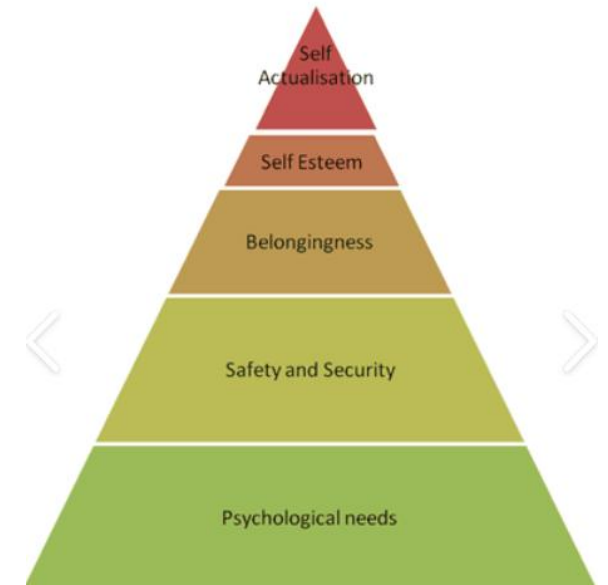 Self
Actualisation
Self Esteem
Belongingness
Safety and Security
Psychological needs